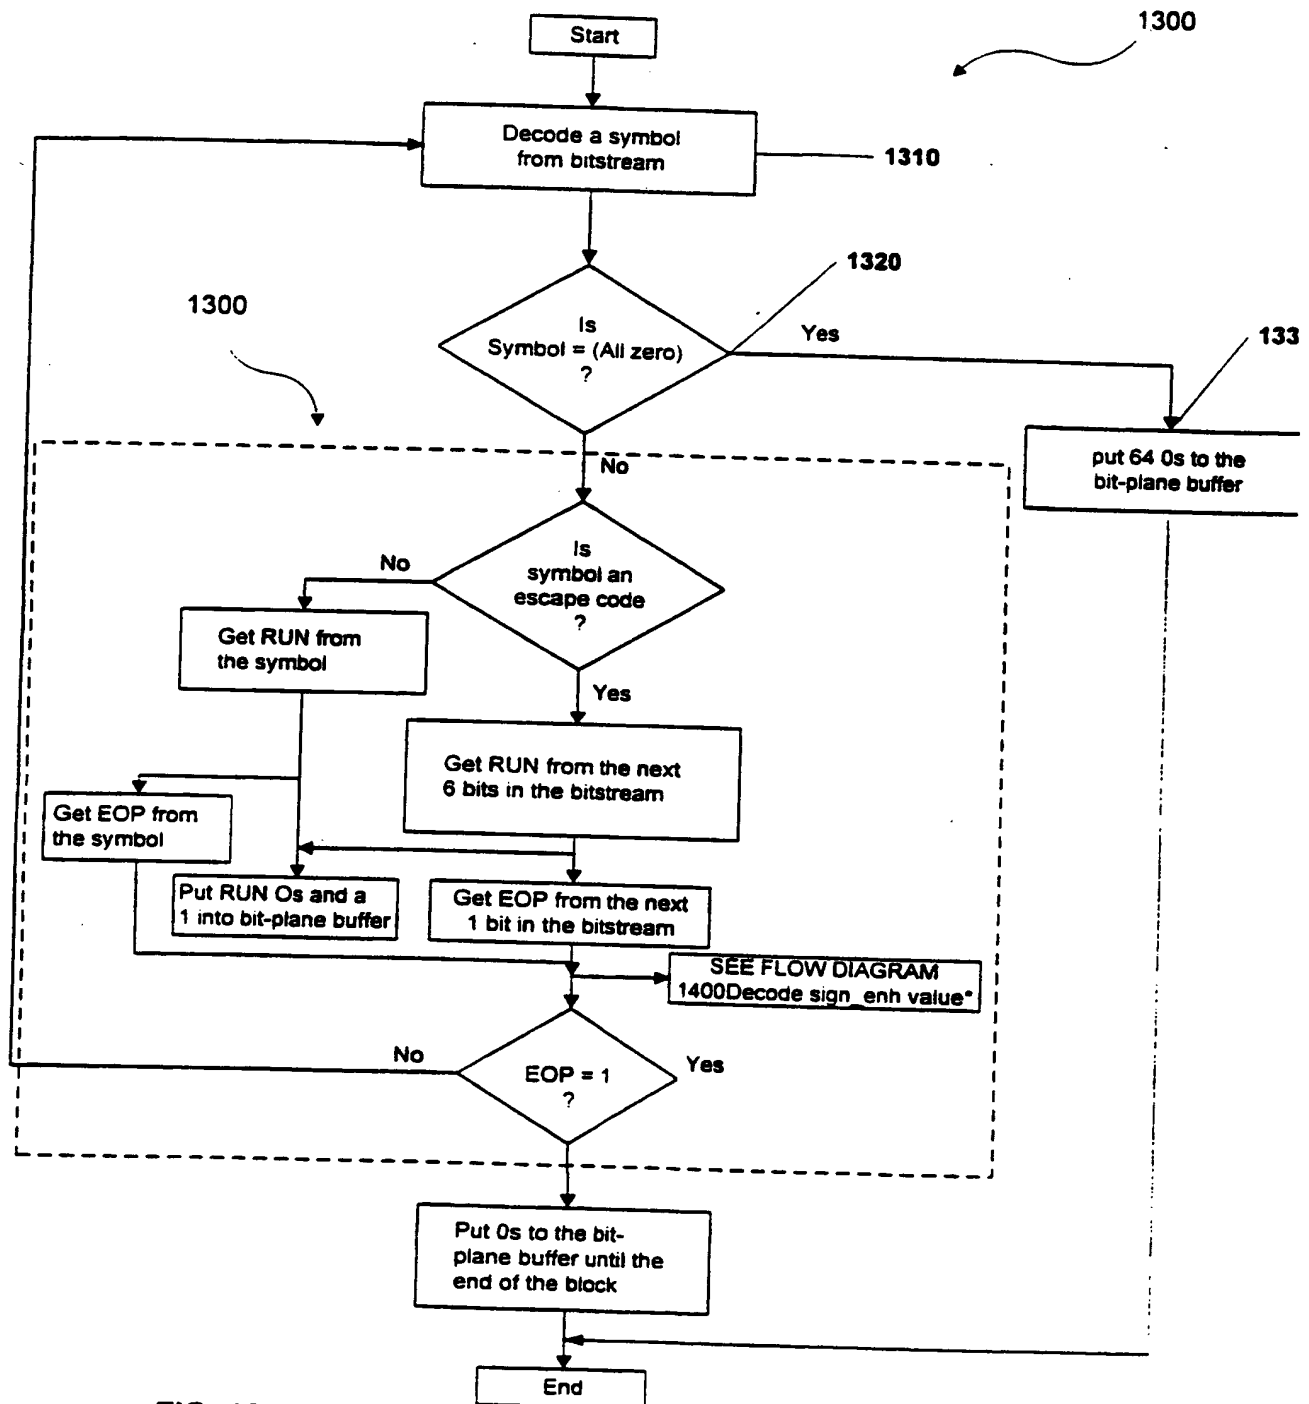 Start
1300
Decode a symbol
from bitstream
1310
1320
1300
Is
Symbol = (All zero)
?
Yes
133
put 64 0s to the
bit-plane buffer
No
Is
symbol an
escape code
?
No
Get RUN from
the symbol
Yes
Get RUN from the next
6 bits in the bitstream
Get EOP from
the symbol
Put RUN Os and a
1 into bit-plane buffer
Get EOP from the next
1 bit in the bitstream
SEE FLOW DIAGRAM
1400Decode sign_enh value*
No
EOP = 1
?
Yes
Put 0s to the bit-
plane buffer until the
end of the block
End